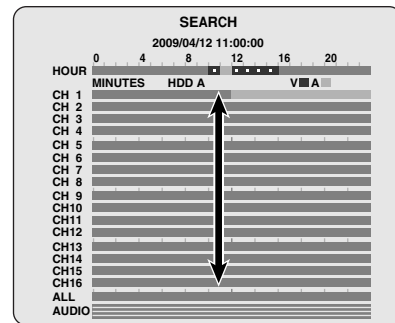 SEARCH
2009/04/12 11:00:00
0 4 8 12 16 20
HOUR
MINUTES HDD A V A
CH 1
CH 2
CH 3
CH 4
CH 5
CH 6
CH 7
CH 8
CH 9
CH10
CH11
CH12
CH13
CH14
CH15
CH16
ALL
AUDIO